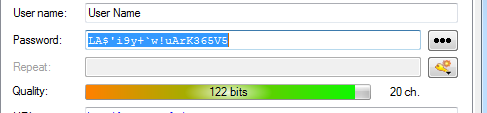 User name: User Name
Password: LA$'i9y+`w!uArK365V5
Repeat:
Quality: 122 bits 20 ch.